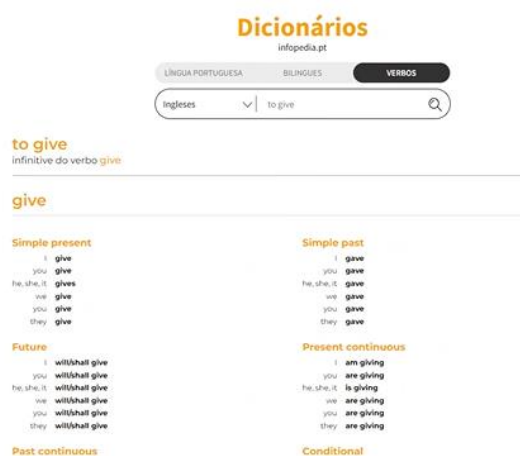 Dicionários
infopedia.pt
LÍNGUA PORTUGUESA BILINGUES VERBOS
Ingleses to give
to give
infinitive do verbo give
give
Simple present
I give
you give
he, she, it gives
we give
you give
they give
Simple past
I gave
you gave
he, she, it gave
we gave
you gave
they gave
Future
I will/shall give
you will/shall give
he, she, it will/shall give
we will/shall give
you will/shall give
they will/shall give
Present continuous
I am giving
you are giving
he, she, it is giving
we are giving
you are giving
they are giving
Past continuous
Conditional